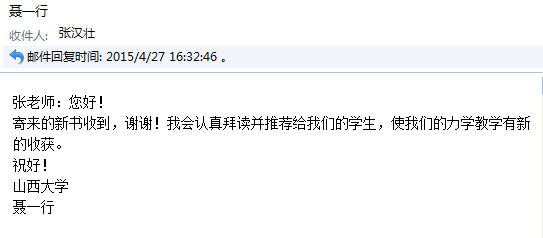 聂一行
收件人: 张汉壮
邮件回复时间: 2015/4/27 16:32:46 。
张老师：您好！
寄来的新书收到，谢谢！我会认真拜读并推荐给我们的学生，使我们的力学教学有新
的收获。
祝好！
山西大学
聂一行